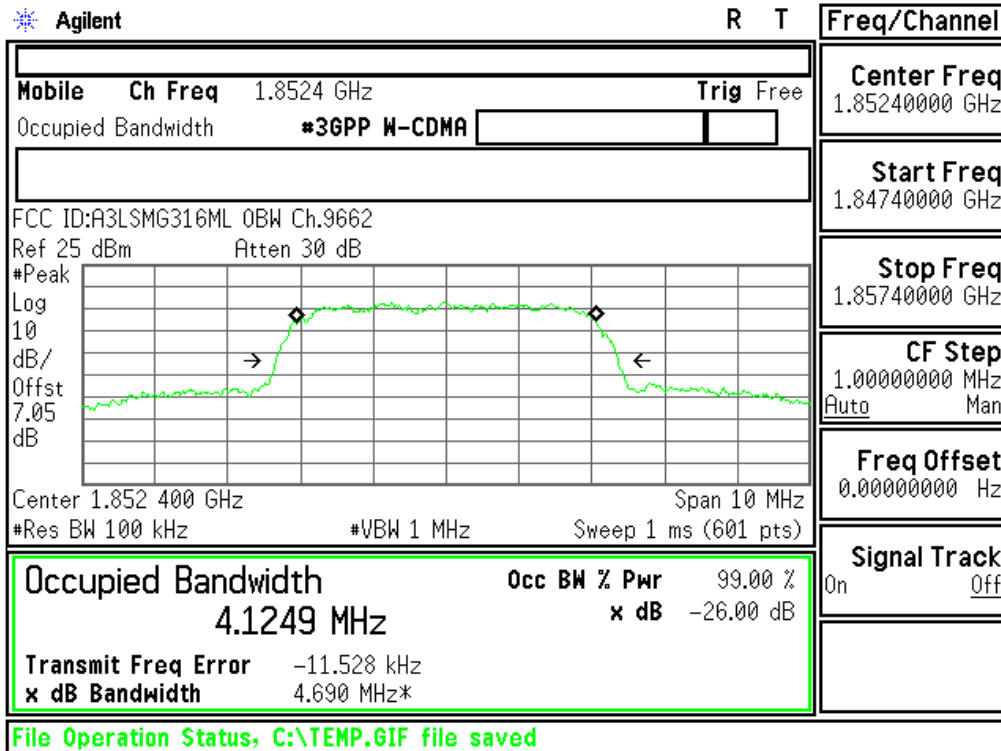 Agilent R T
Freq/Channel
Mobile Ch Freq 1.8524 GHz Trig Free
Occupied Bandwidth #3GPP W-CDMA
FCC ID:A3LSMG316ML OBW Ch.9662
Ref 25 dBm Atten 30 dB
#Peak
Log
10
dB/
Offst
7.05
dB
Center 1.852 400 GHz Span 10 MHz
#Res BW 100 kHz #VBW 1 MHz Sweep 1 ms (601 pts)
Occupied Bandwidth
4.1249 MHz
Occ BW % Pwr 99.00 %
x dB -26.00 dB
Transmit Freq Error -11.528 kHz
x dB Bandwidth 4.690 MHz*
Center Freq
1.85240000 GHz
Start Freq
1.84740000 GHz
Stop Freq
1.85740000 GHz
CF Step
1.00000000 MHz
Auto Man
Freq Offset
0.00000000 Hz
Signal Track
On Off
File Operation Status, C:\TEMP.GIF file saved